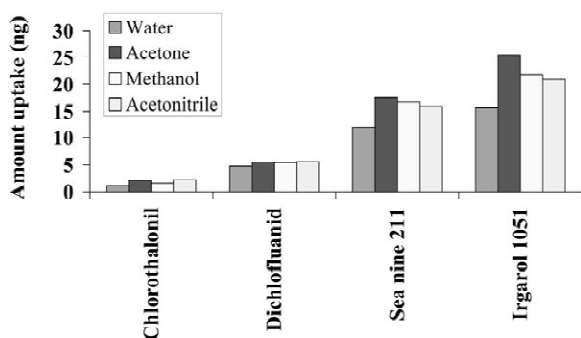 Amount uptake (ng)
30
25
20
15
10
5
0
Water
Acetone
Methanol
Acetonitrile
Chlorothalonil
Dichlofluanid
Sea nine 211
Irgarol 1051